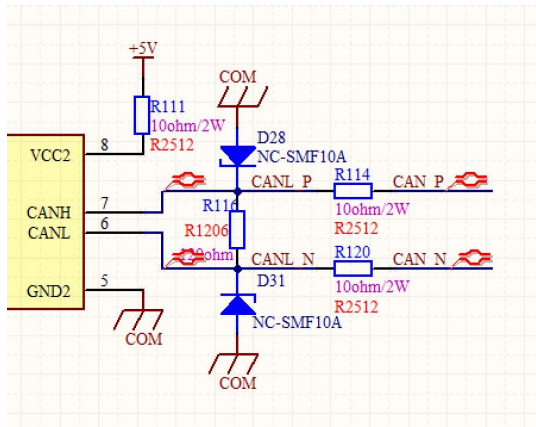 +5V
COM
R111
10ohm/2W
R2512
D28
NC-SMF10A
8
VCC2
CANL_P
R114
CAN_P
7
CANH
R116
10ohm/2W
R2512
6
CANL
R1206
120ohm
CANL_N
R120
CAN_N
5
GND2
D31
10ohm/2W
R2512
NC-SMF10A
COM
COM